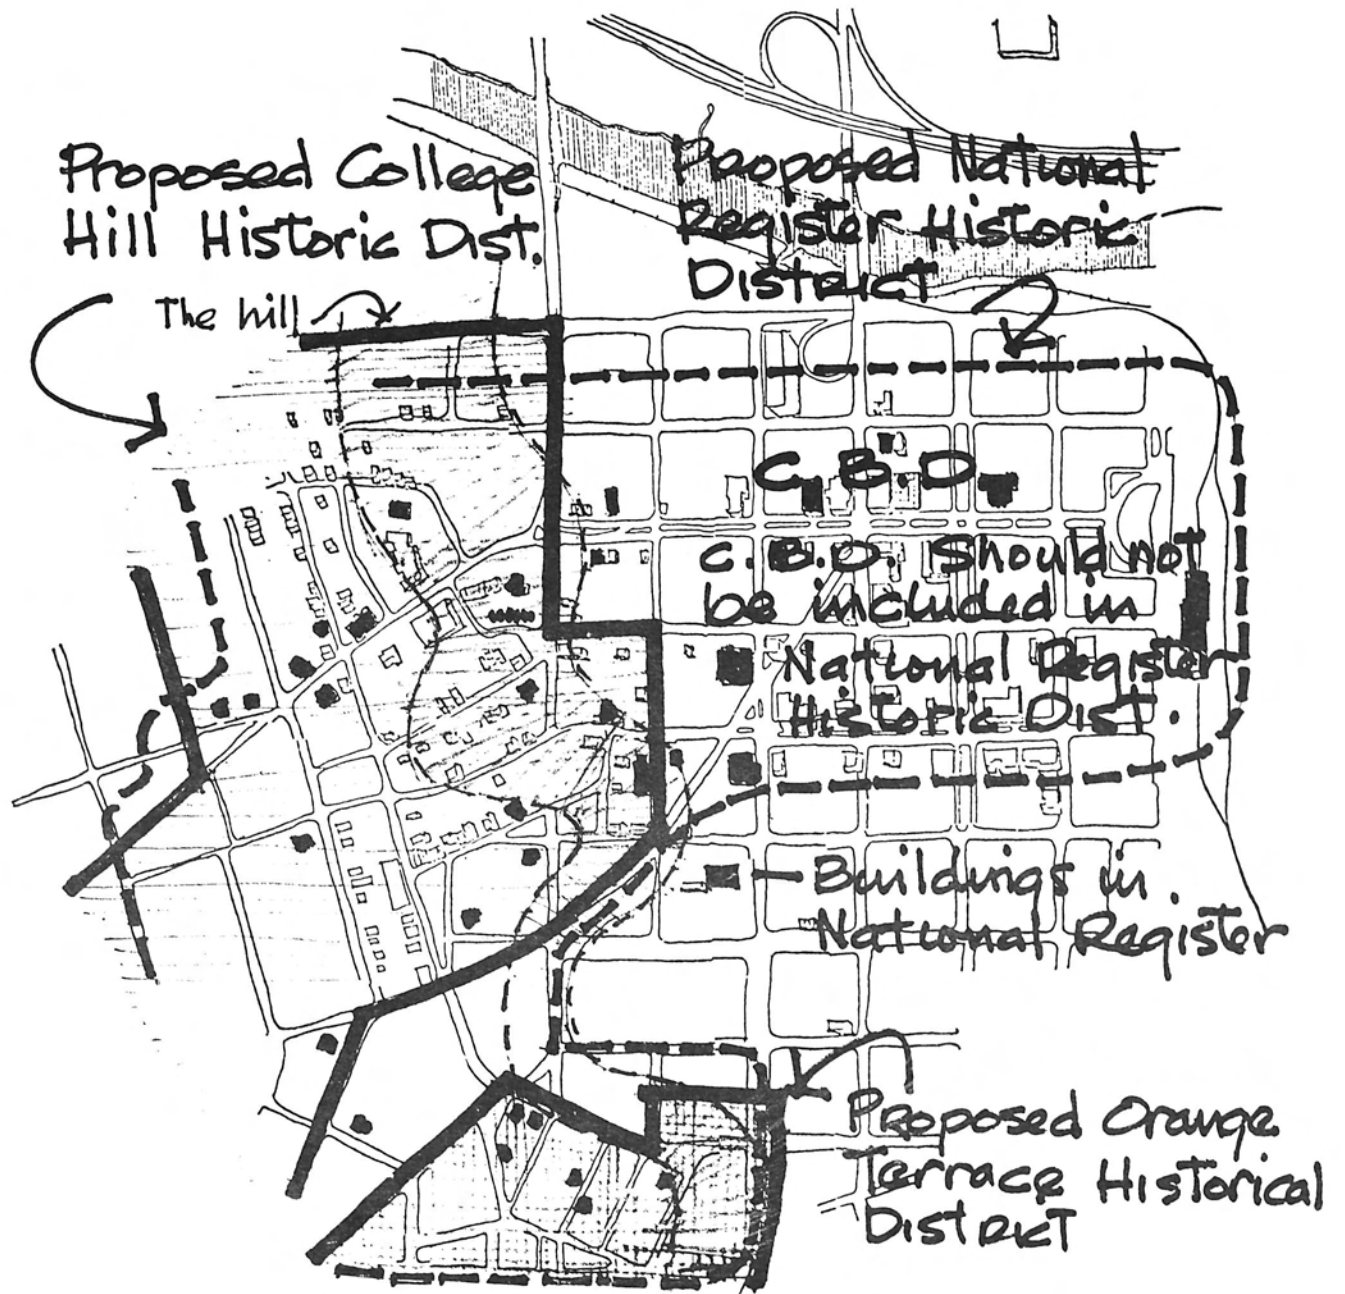 Proposed College
Hill Historic Dist.
The hill
Proposed National
Register Historic
District
C.B.D.
C.B.D. Should not
be included in
National Register
Historic Dist.
Buildings in
National Register
Proposed Orange
Terrace Historical
District